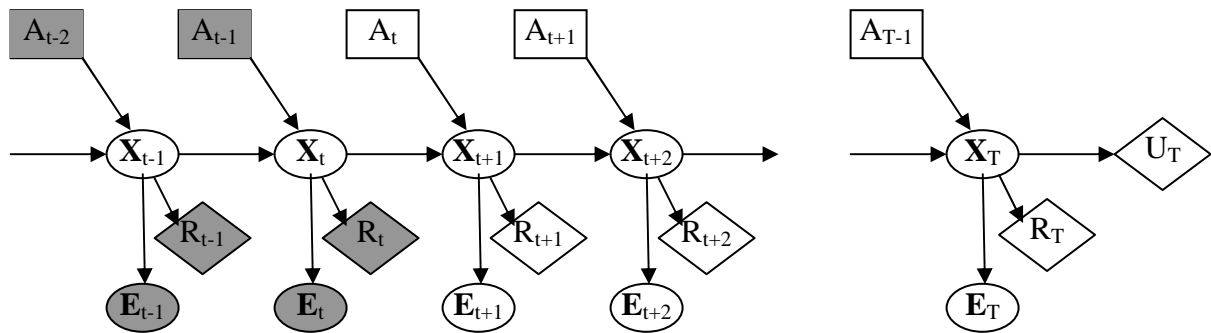 A_{t-2} A_{t-1} A_t A_{t+1} A_{T-1}
X_{t-1} X_t X_{t+1} X_{t+2} X_T U_T
R_{t-1} R_t R_{t+1} R_{t+2} R_T
E_{t-1} E_t E_{t+1} E_{t+2} E_T